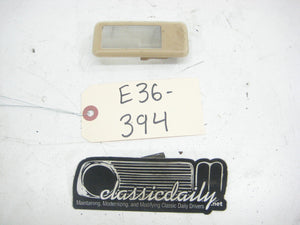 E36-
394
classicdaily.net
Maintaining, Modernizing, and Modifying Classic Daily Drivers